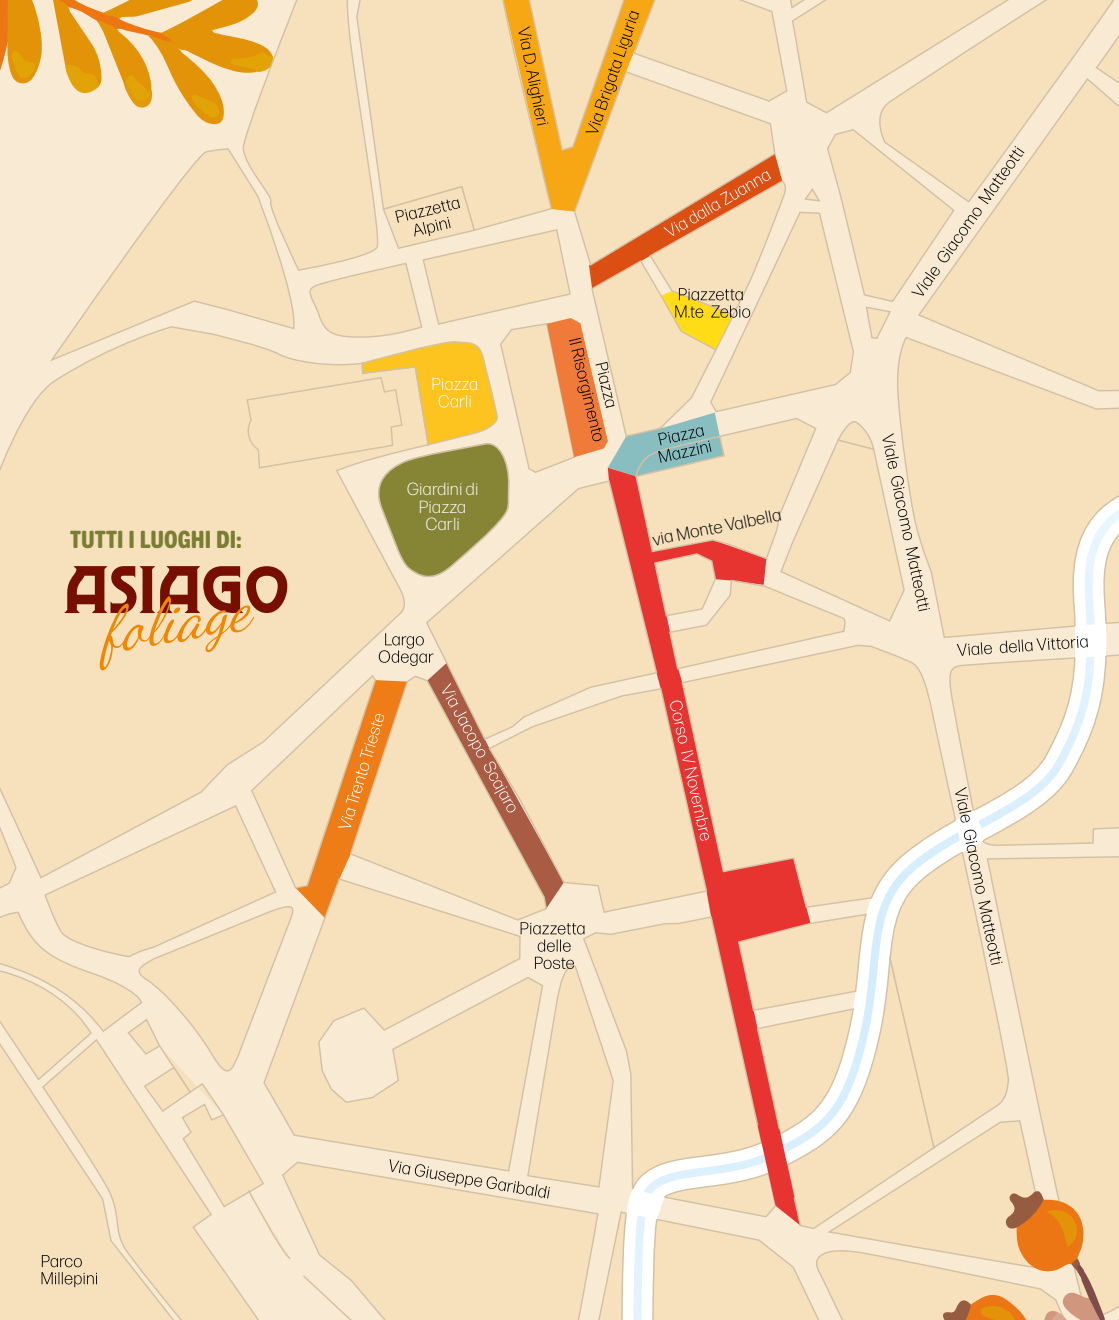 Via D. Alighieri
Via Brigata Liguria
Piazzetta
Alpini
Via dalla Zuanna
Viale Giacomo Matteotti
Piazzetta
M.te Zebio
Piazza
Il Risorgimento
Piazza
Carli
Piazza
Mazzini
Giardini di
Piazza
Carli
via Monte Valbella
Viale Giacomo Matteotti
TUTTI I LUOGHI DI:
ASIAGO
foliage
Largo
Odegar
Viale della Vittoria
Via Trento Trieste
Via Jacopo Scajaro
Corso IV Novembre
Viale Giacomo Matteotti
Piazzetta
delle
Poste
Via Giuseppe Garibaldi
Parco
Millepini